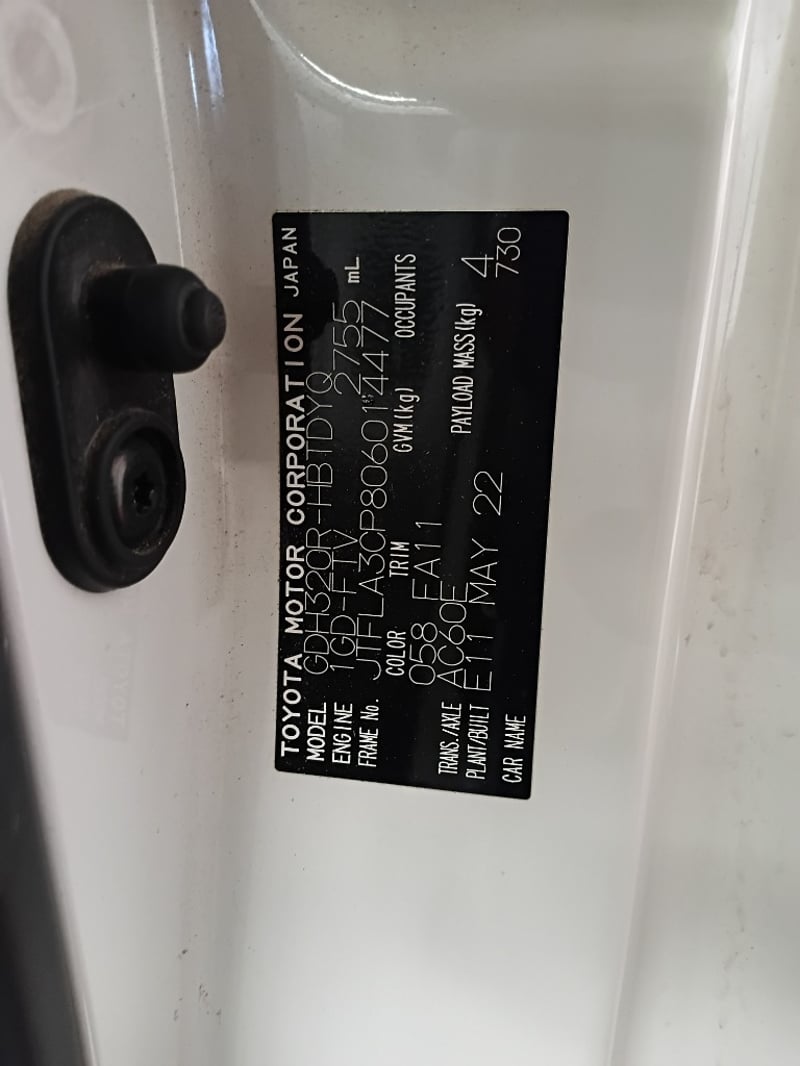 TOYOTA MOTOR CORPORATION JAPAN
MODEL GDH320R-HBTDYQ
ENGINE 1GD-FTV 2755 mL
FRAME No. JTFLA3CP806014477
COLOR TRIM GVM(kg) OCCUPANTS
058 FA11 4
TRANS./AXLE AC60E PAYLOAD MASS(kg) 730
PLANT/BUILT E11 MAY 22
CAR NAME